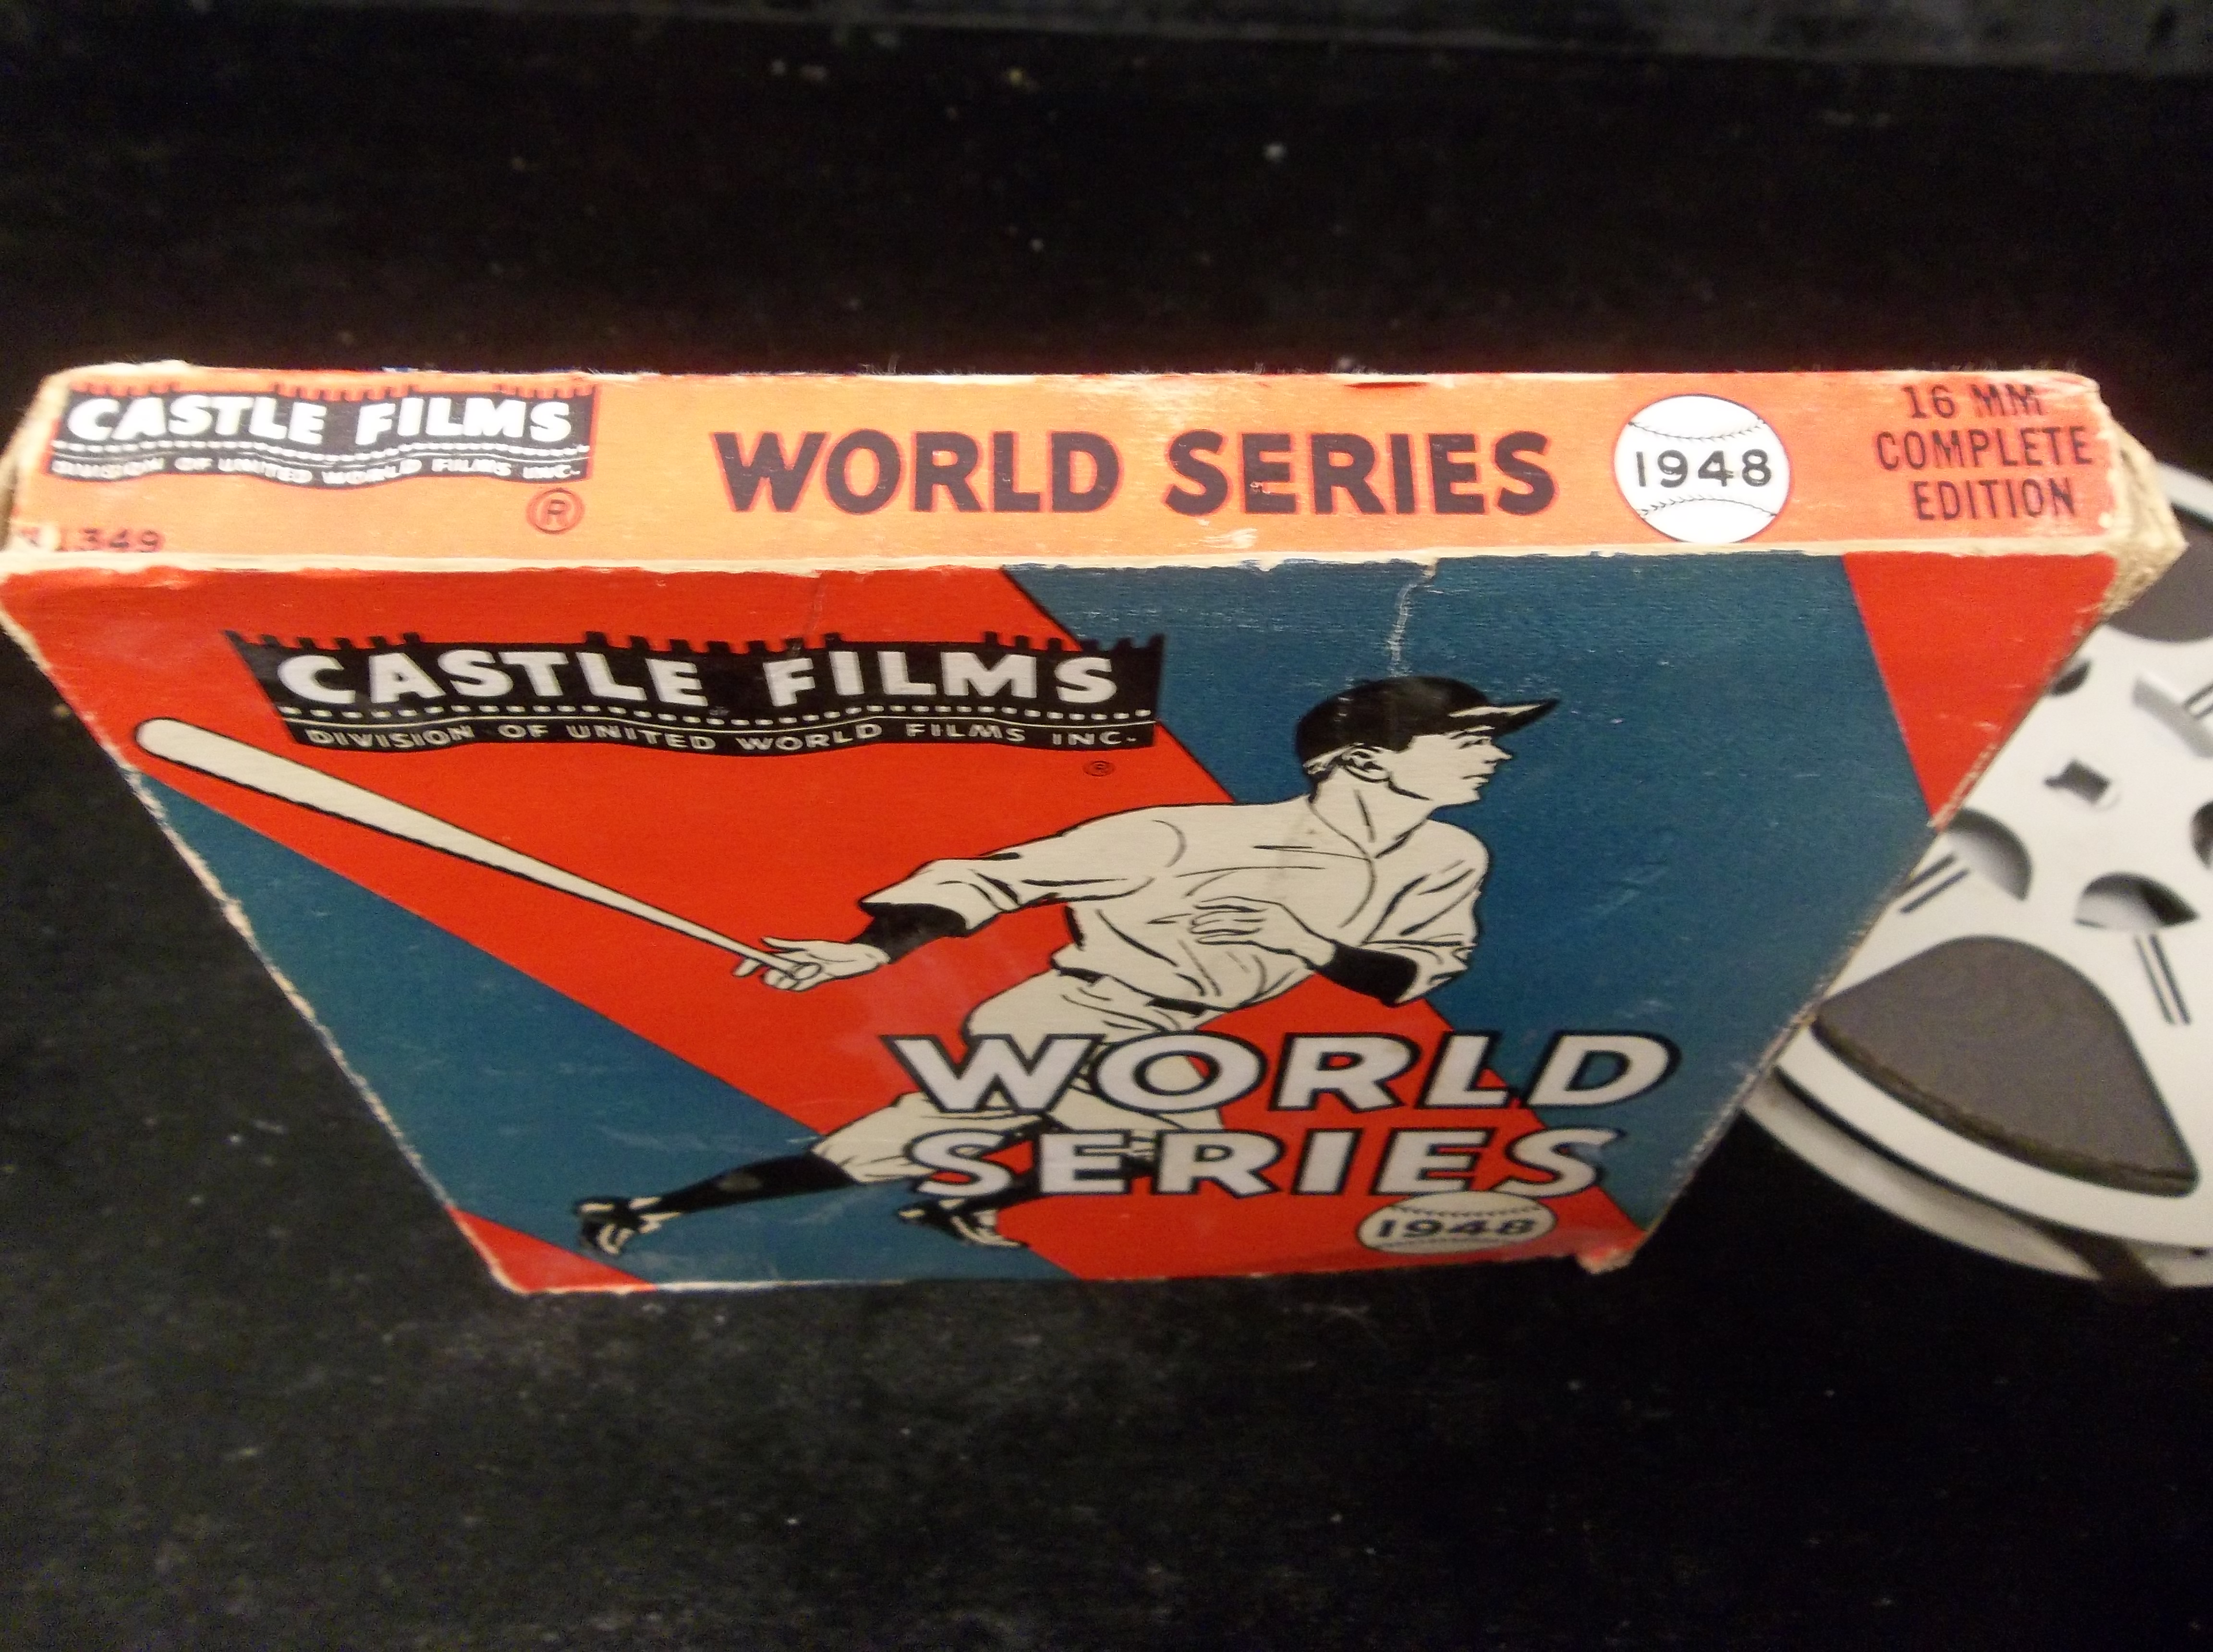 CASTLE FILMS
DIVISION OF UNITED WORLD FILMS INC.
®
1349
WORLD SERIES
1948
16 MM
COMPLETE
EDITION
CASTLE FILMS
DIVISION OF UNITED WORLD FILMS INC.
®
WORLD
SERIES
1948